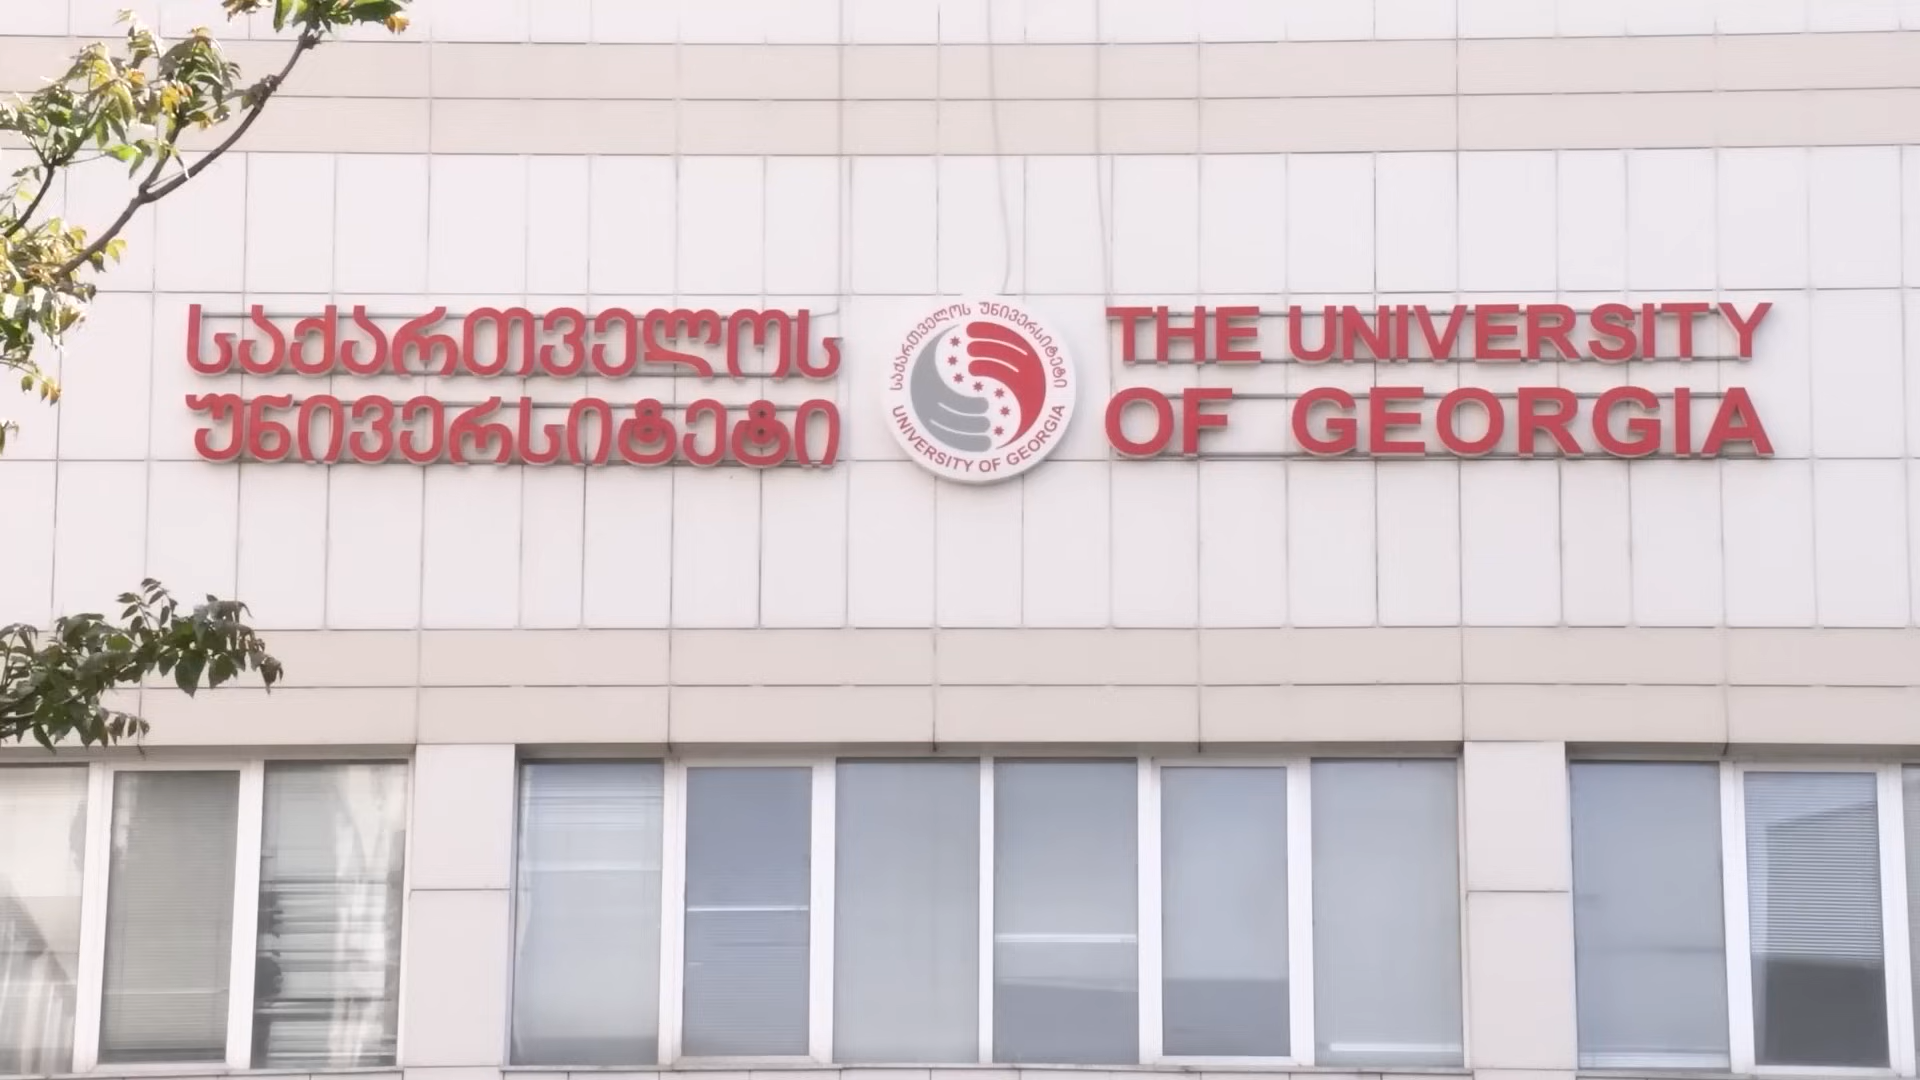 საქართველოს
უნივერსიტეტი
საქართველოს უნივერსიტეტი
UNIVERSITY OF GEORGIA
THE UNIVERSITY
OF GEORGIA